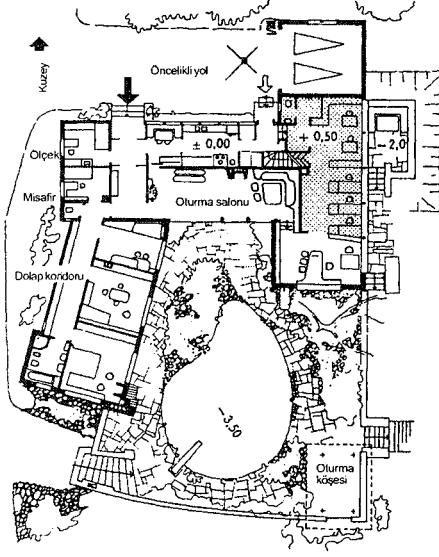 Kuzey
Öncelikli yol
± 0,00
+ 0,50
- 2,0
Ölçek
Misafir
Oturma salonu
Dolap koridoru
-3.50
Oturma
köşesi